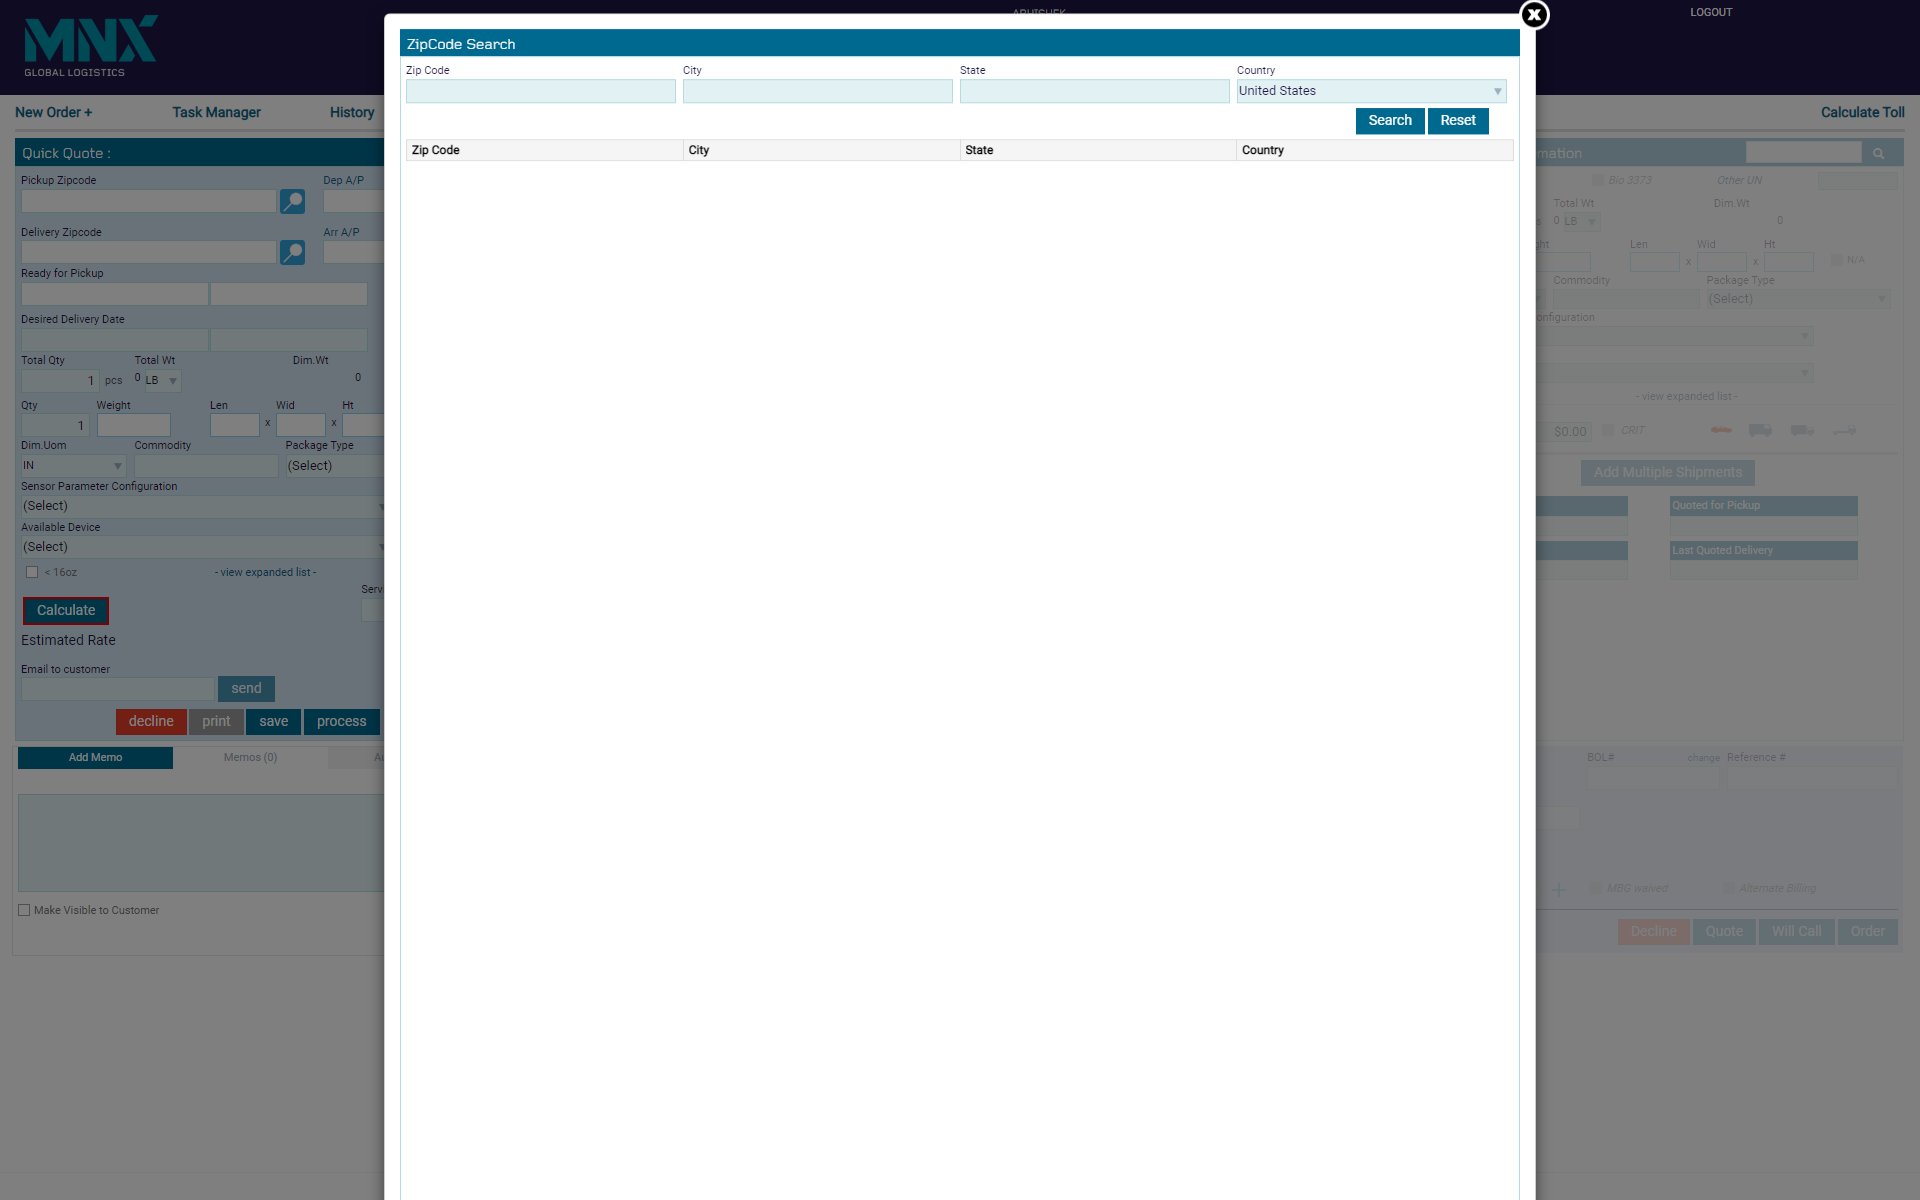 MNX
GLOBAL LOGISTICS
LOGOUT
New Order +
Task Manager
History
Calculate Toll
ZipCode Search
Zip Code
City
State
Country
United States
Search
Reset
Zip Code
City
State
Country
Quick Quote :
Pickup Zipcode
Dep A/P
Delivery Zipcode
Arr A/P
Ready for Pickup
Desired Delivery Date
Total Qty
Total Wt
Dim.Wt
1 pcs
0 LB
0
Qty
Weight
Len
Wid
Ht
1
x
x
Dim.Uom
Commodity
Package Type
IN
(Select)
Sensor Parameter Configuration
(Select)
Available Device
(Select)
< 16oz
- view expanded list -
Calculate
Estimated Rate
Email to customer
send
decline
print
save
process
Add Memo
Memos (0)
Make Visible to Customer
Bio 3373
Other UN
Total Wt
Dim.Wt
0 LB
0
Len
Wid
Ht
x
x
N/A
Commodity
Package Type
(Select)
- view expanded list -
$0.00
CRIT
Add Multiple Shipments
Quoted for Pickup
Last Quoted Delivery
BOL#
change
Reference #
MBG waived
Alternate Billing
Decline
Quote
Will Call
Order